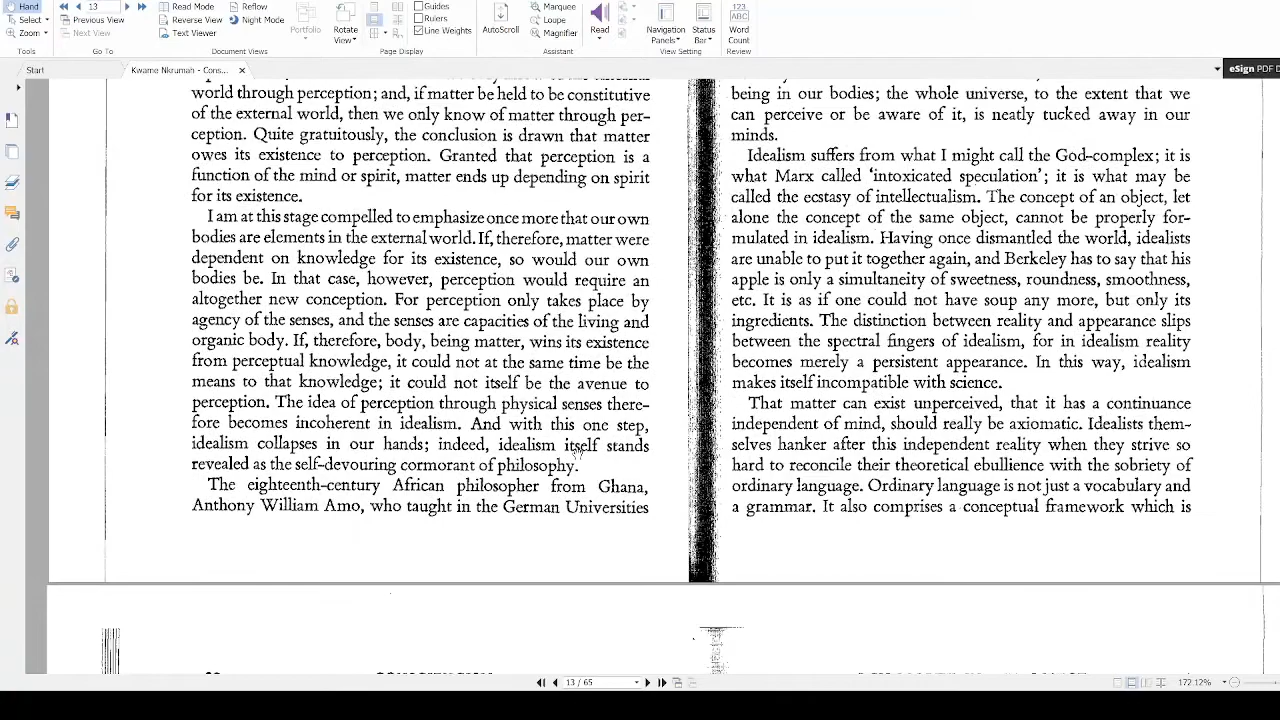 Hand
Select
Zoom
Tools
13
Previous View
Next View
Go To
Read Mode
Reverse View
Text Viewer
Reflow
Night Mode
Document Views
Portfolio
Rotate
View
Guides
Rulers
Line Weights
Page Display
AutoScroll
Marquee
Loupe
Magnifier
Assistant
Read
Navigation
Panels
Status
Bar
View Setting
123
ABC
Word
Count
Review
Start
Kwame Nkrumah - Cons...
eSign PDF D
world through perception; and, if matter be held to be constitutive
of the external world, then we only know of matter through per-
ception. Quite gratuitously, the conclusion is drawn that matter
owes its existence to perception. Granted that perception is a
function of the mind or spirit, matter ends up depending on spirit
for its existence.
I am at this stage compelled to emphasize once more that our own
bodies are elements in the external world. If, therefore, matter were
dependent on knowledge for its existence, so would our own
bodies be. In that case, however, perception would require an
altogether new conception. For perception only takes place by
agency of the senses, and the senses are capacities of the living and
organic body. If, therefore, body, being matter, wins its existence
from perceptual knowledge, it could not at the same time be the
means to that knowledge; it could not itself be the avenue to
perception. The idea of perception through physical senses there-
fore becomes incoherent in idealism. And with this one step,
idealism collapses in our hands; indeed, idealism itself stands
revealed as the self-devouring cormorant of philosophy.
The eighteenth-century African philosopher from Ghana,
Anthony William Amo, who taught in the German Universities
being in our bodies; the whole universe, to the extent that we
can perceive or be aware of it, is neatly tucked away in our
minds.
Idealism suffers from what I might call the God-complex; it is
what Marx called 'intoxicated speculation'; it is what may be
called the ecstasy of intellectualism. The concept of an object, let
alone the concept of the same object, cannot be properly for-
mulated in idealism. Having once dismantled the world, idealists
are unable to put it together again, and Berkeley has to say that his
apple is only a simultaneity of sweetness, roundness, smoothness,
etc. It is as if one could not have soup any more, but only its
ingredients. The distinction between reality and appearance slips
between the spectral fingers of idealism, for in idealism reality
becomes merely a persistent appearance. In this way, idealism
makes itself incompatible with science.
That matter can exist unperceived, that it has a continuance
independent of mind, should really be axiomatic. Idealists them-
selves hanker after this independent reality when they strive so
hard to reconcile their theoretical ebullience with the sobriety of
ordinary language. Ordinary language is not just a vocabulary and
a grammar. It also comprises a conceptual framework which is
13 / 65
172.12%